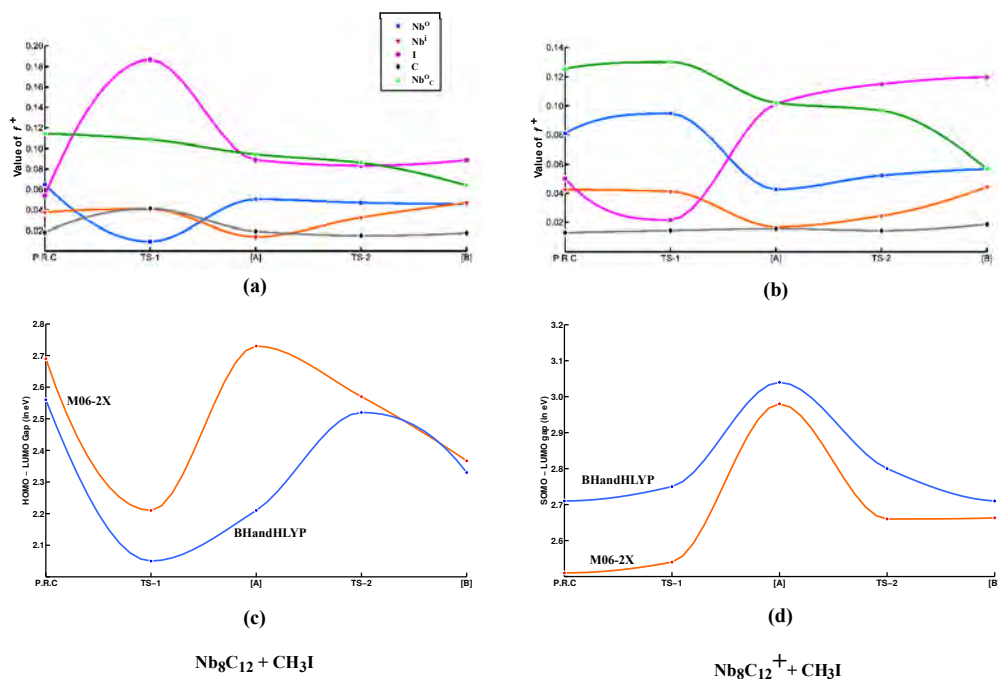 Nb^o
Nb^i
I
C
Nb^o_C
Value of f^+
0.20
0.18
0.16
0.14
0.12
0.10
0.08
0.06
0.04
0.02
P.R.C TS-1 [A] TS-2 [B]
(a)
Value of f^+
0.14
0.12
0.10
0.08
0.06
0.04
0.02
0
P.R.C TS-1 [A] TS-2 [B]
(b)
HOMO – LUMO Gap (in eV)
2.8
2.7
2.6
2.5
2.4
2.3
2.2
2.1
M06-2X
BHandHLYP
P.R.C TS-1 [A] TS-2 [B]
(c)
SOMO – LUMO gap (in eV)
3.2
3.1
3.0
2.9
2.8
2.7
2.6
BHandHLYP
M06-2X
P.R.C TS-1 [A] TS-2 [B]
(d)
Nb8C12 + CH3I
Nb8C12^+ + CH3I